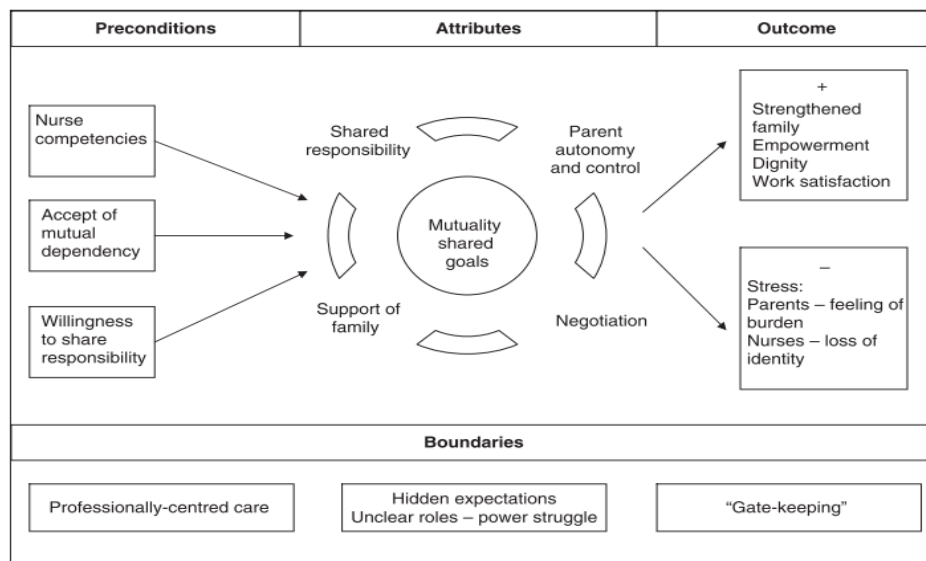 Preconditions
Attributes
Outcome
Nurse
competencies
Accept of
mutual
dependency
Willingness
to share
responsibility
Shared
responsibility
Parent
autonomy
and control
Mutuality
shared
goals
Support of
family
Negotiation
+
Strengthened
family
Empowerment
Dignity
Work satisfaction
–
Stress:
Parents – feeling of
burden
Nurses – loss of
identity
Boundaries
Professionally-centred care
Hidden expectations
Unclear roles – power struggle
“Gate-keeping”